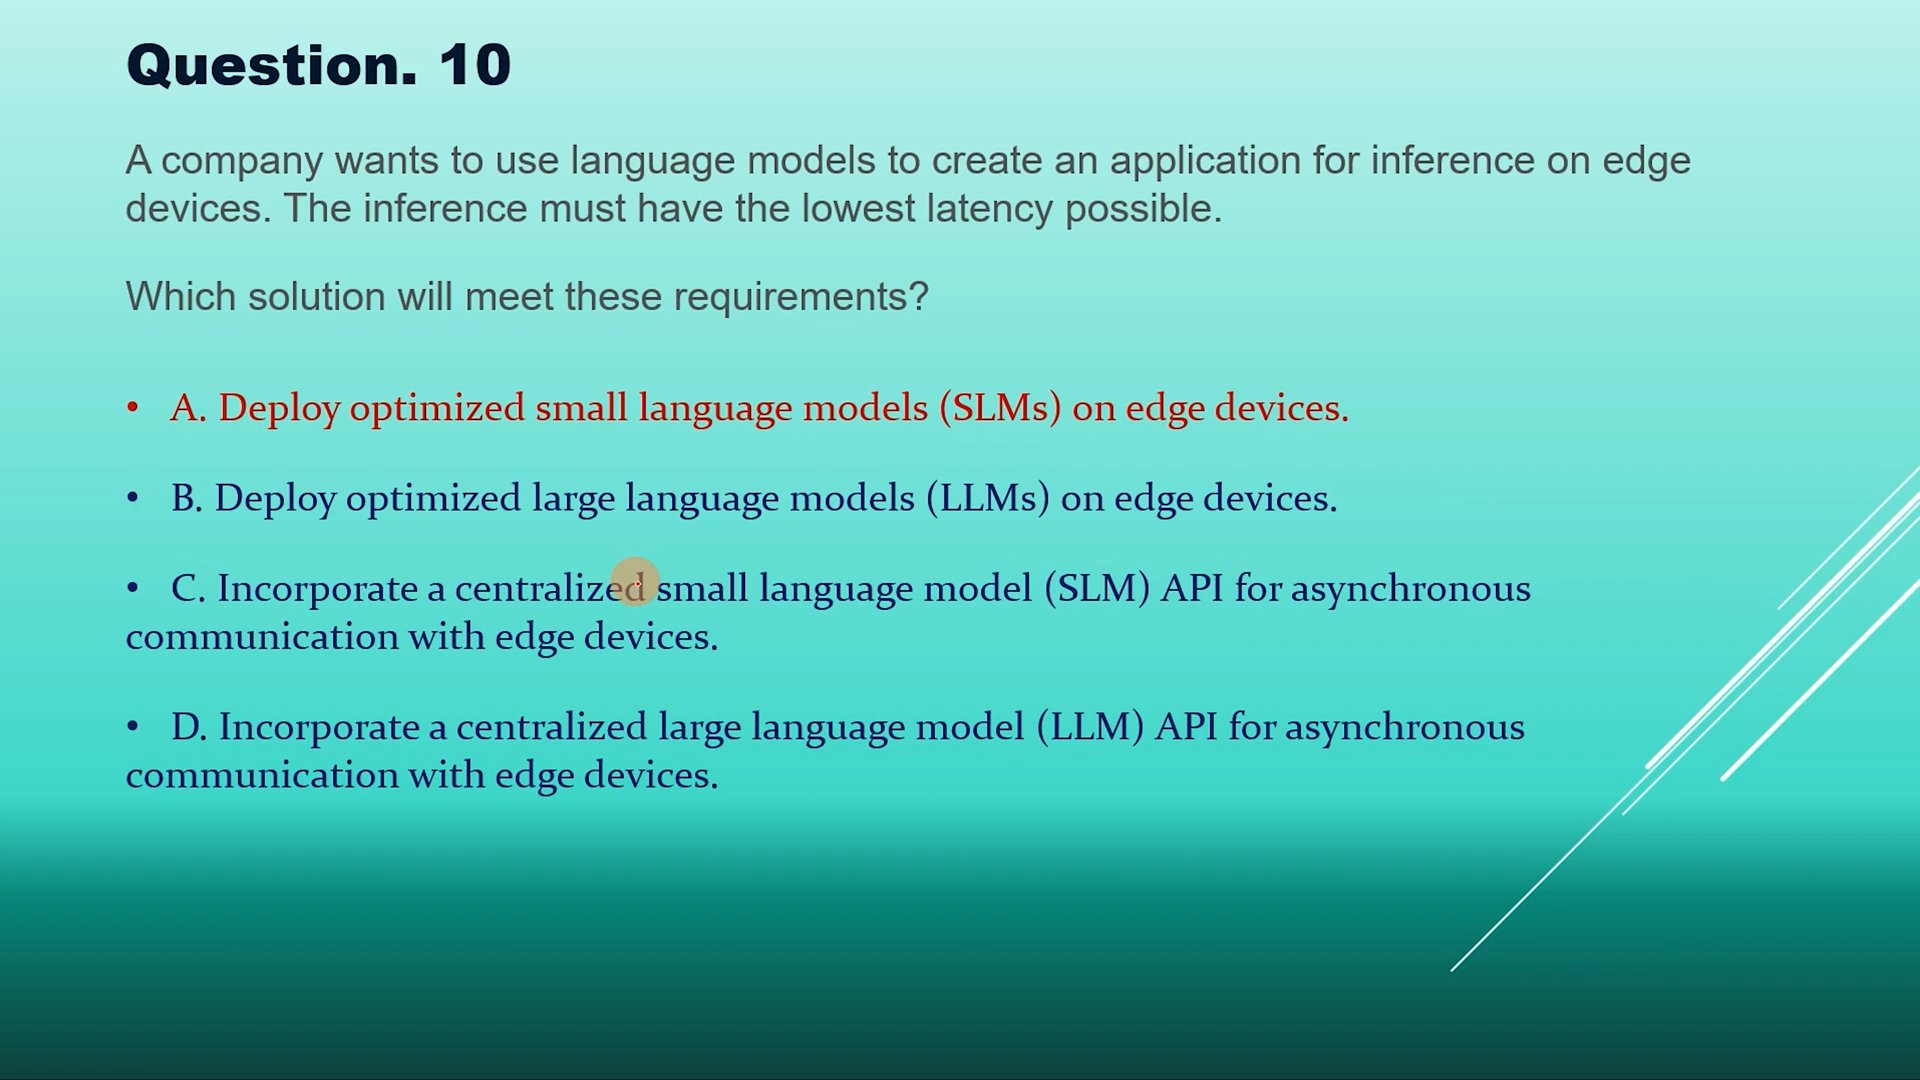 Question. 10
A company wants to use language models to create an application for inference on edge
devices. The inference must have the lowest latency possible.
Which solution will meet these requirements?
• A. Deploy optimized small language models (SLMs) on edge devices.
• B. Deploy optimized large language models (LLMs) on edge devices.
• C. Incorporate a centralized small language model (SLM) API for asynchronous
communication with edge devices.
• D. Incorporate a centralized large language model (LLM) API for asynchronous
communication with edge devices.